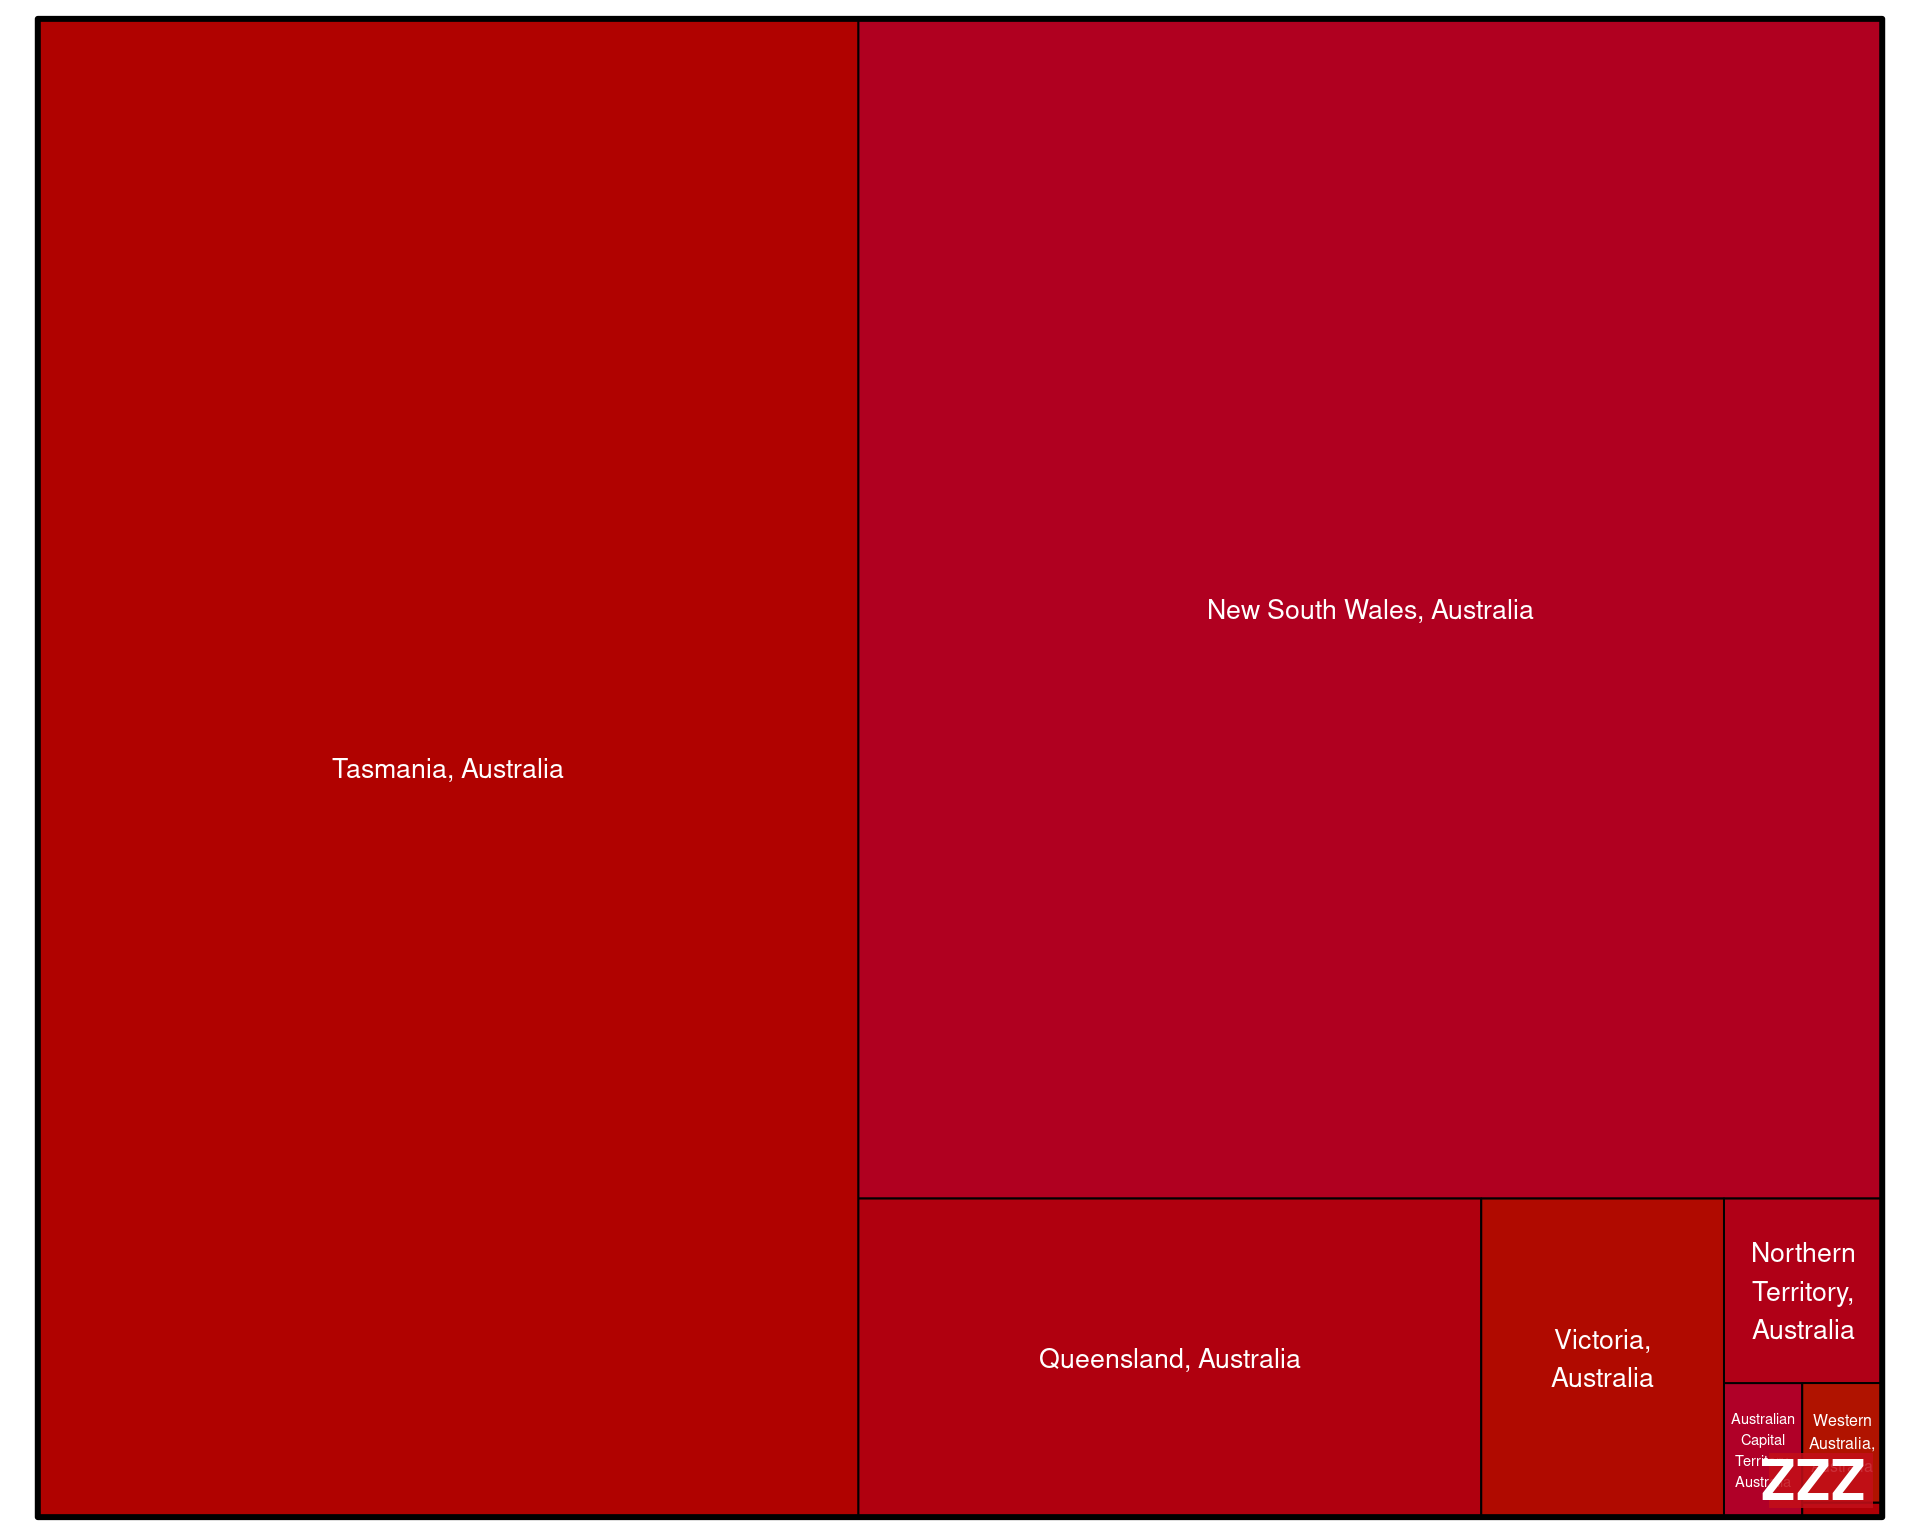 Tasmania, Australia
New South Wales, Australia
Queensland, Australia
Victoria,
Australia
Northern
Territory,
Australia
Australian
Capital
Western
Australia,
ZZZ